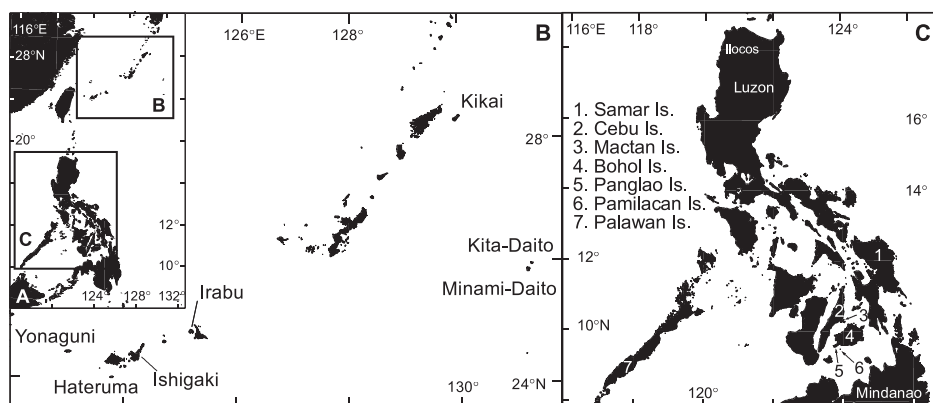 116°E
28°N
B
20°
C
12°
10°
A
124°
128°
132°
126°E
128°
B
Kikai
28°
Kita-Daito
Minami-Daito
Irabu
Yonaguni
Ishigaki
Hateruma
130°
24°N
116°E
118°
124°
C
Ilocos
Luzon
16°
1. Samar Is.
2. Cebu Is.
3. Mactan Is.
4. Bohol Is.
5. Panglao Is.
6. Pamilacan Is.
7. Palawan Is.
14°
12°
1
10°N
2
3
4
5
6
7
120°
Mindanao